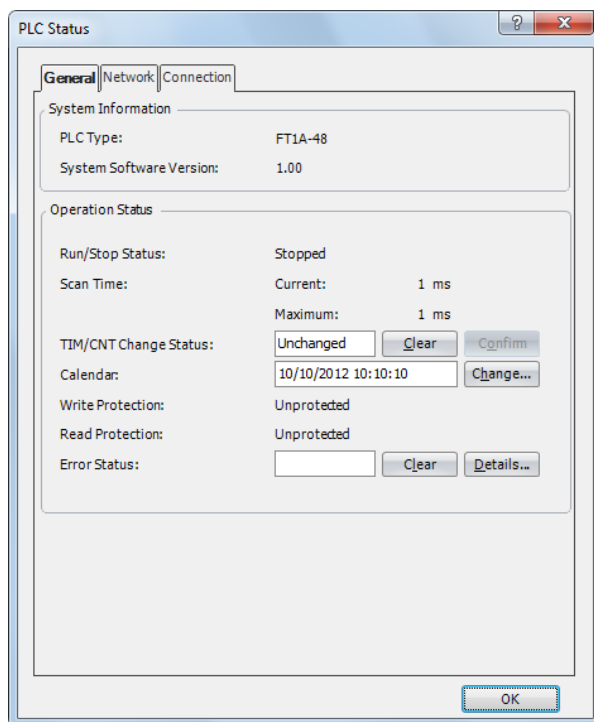 PLC Status
?
X
General Network Connection
System Information
PLC Type: FT1A-48
System Software Version: 1.00
Operation Status
Run/Stop Status: Stopped
Scan Time: Current: 1 ms
Maximum: 1 ms
TIM/CNT Change Status: Unchanged Clear Confirm
Calendar: 10/10/2012 10:10:10 Change...
Write Protection: Unprotected
Read Protection: Unprotected
Error Status: Clear Details...
OK